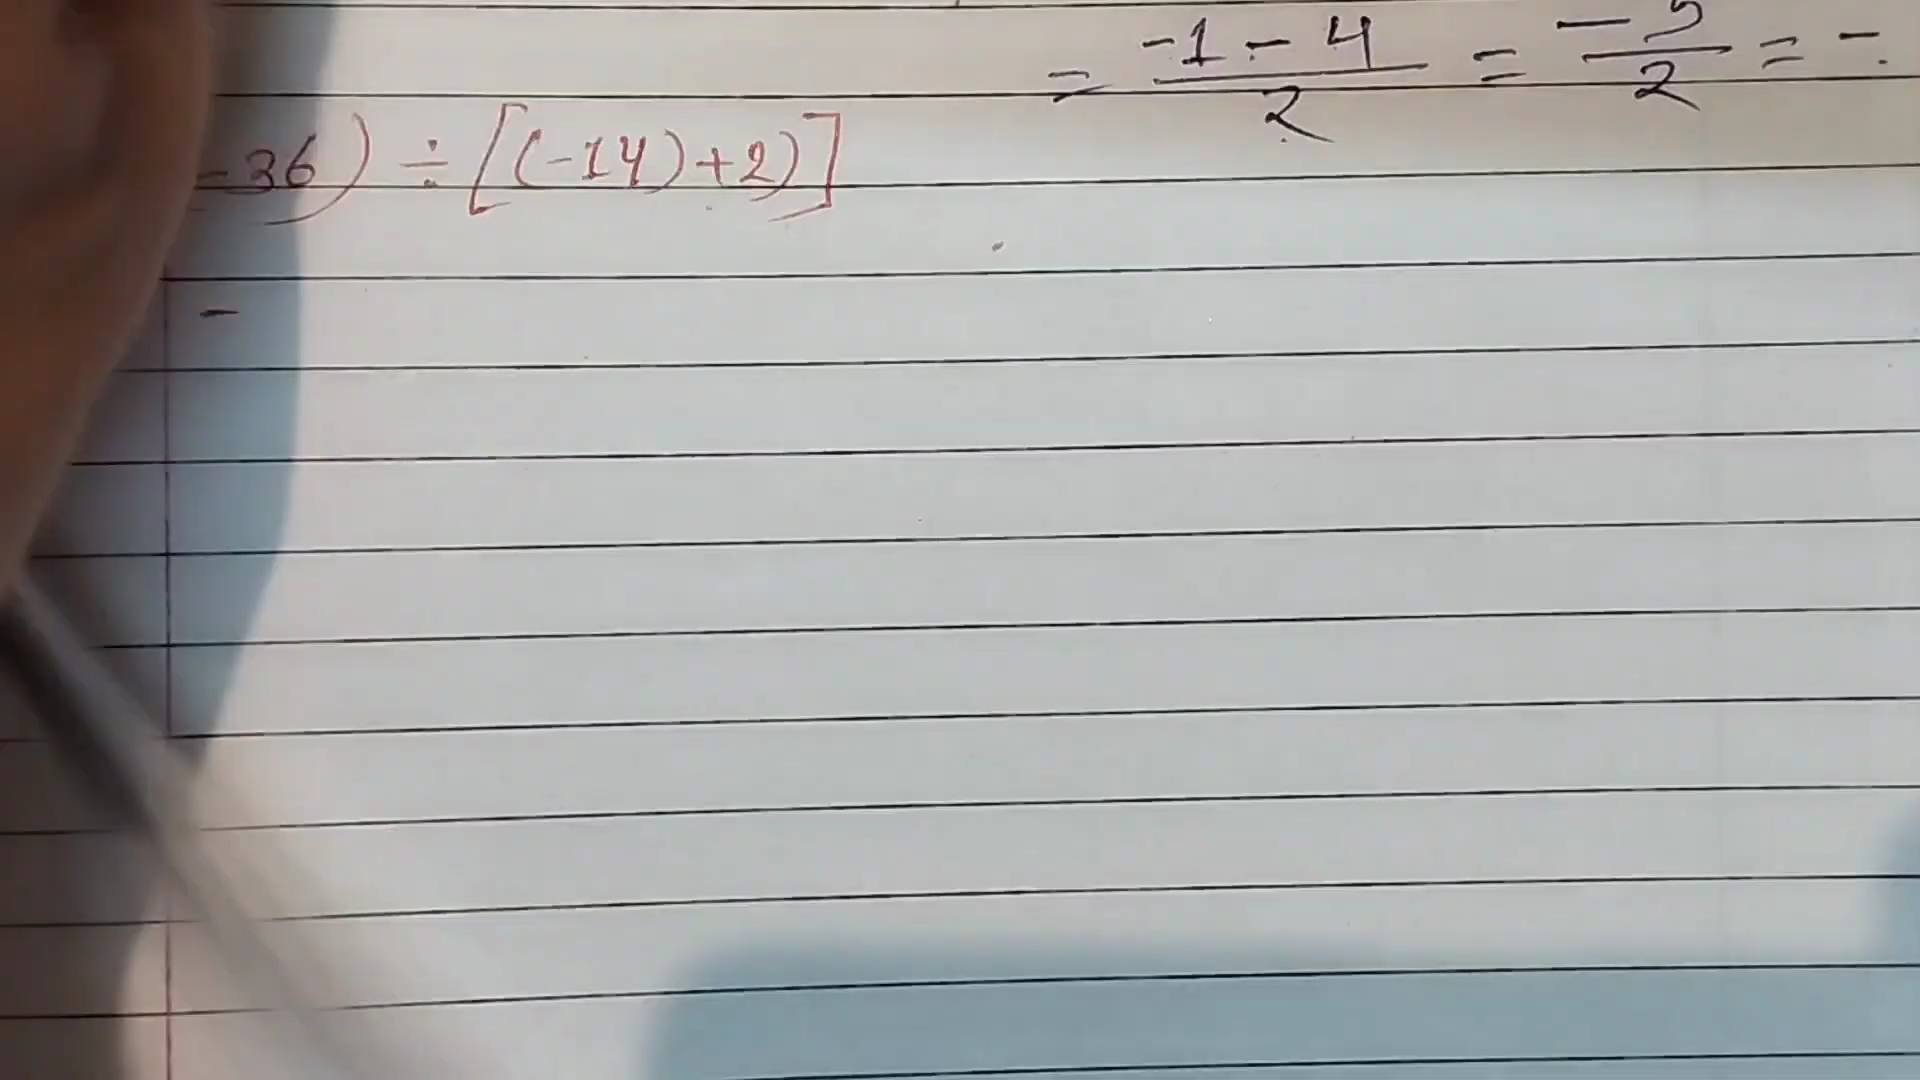 = -1 - 4 / 2 = -5 / 2 = -
-36) ÷ [(-14) + 2)]
-